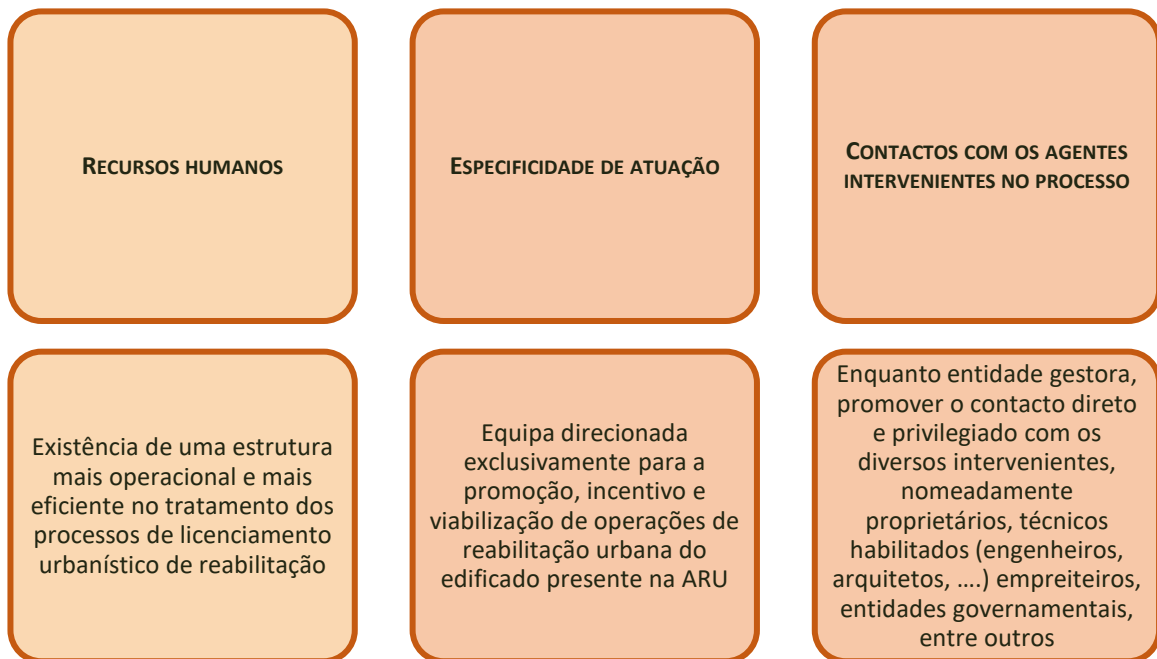 RECURSOS HUMANOS
ESPECIFICIDADE DE ATUAÇÃO
CONTACTOS COM OS AGENTES
INTERVENIENTES NO PROCESSO
Existência de uma estrutura
mais operacional e mais
eficiente no tratamento dos
processos de licenciamento
urbanístico de reabilitação
Equipa direcionada
exclusivamente para a
promoção, incentivo e
viabilização de operações de
reabilitação urbana do
edificado presente na ARU
Enquanto entidade gestora,
promover o contacto direto
e privilegiado com os
diversos intervenientes,
nomeadamente
proprietários, técnicos
habilitados (engenheiros,
arquitetos, ....) empreiteiros,
entidades governamentais,
entre outros